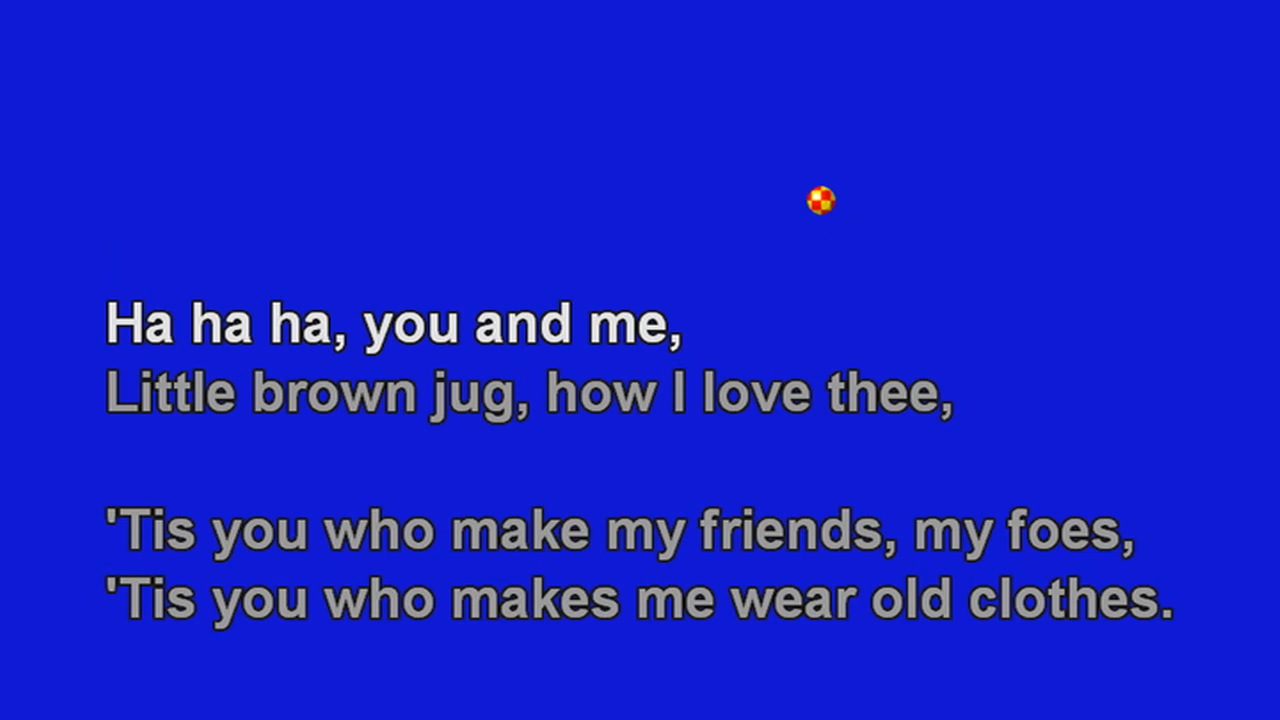 Ha ha ha, you and me,
Little brown jug, how I love thee,
'Tis you who make my friends, my foes,
'Tis you who makes me wear old clothes.